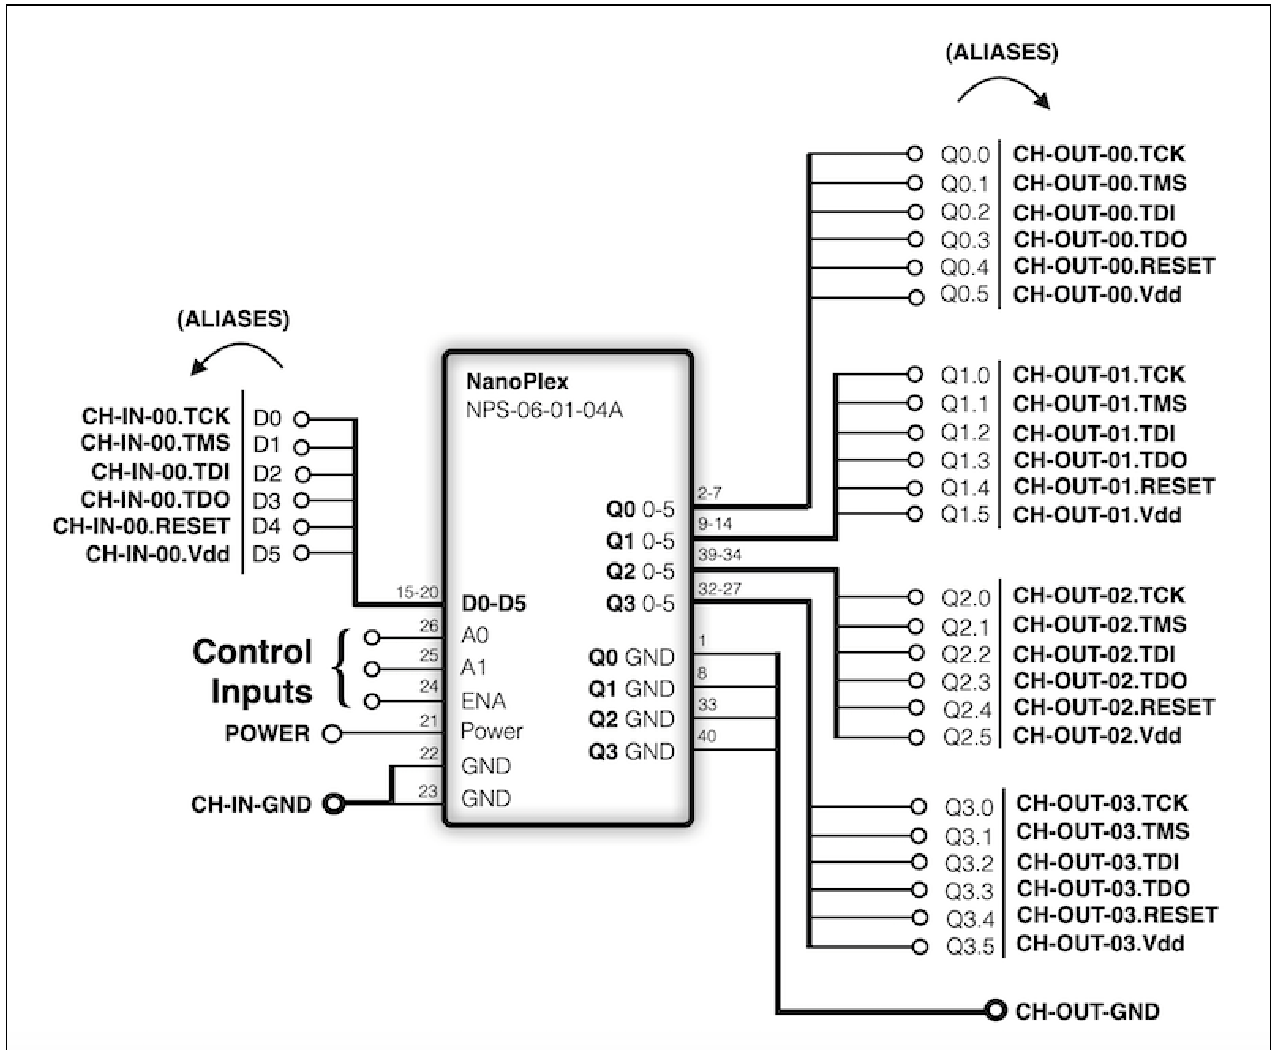 (ALIASES)
Q0.0 CH-OUT-00.TCK
Q0.1 CH-OUT-00.TMS
Q0.2 CH-OUT-00.TDI
Q0.3 CH-OUT-00.TDO
Q0.4 CH-OUT-00.RESET
Q0.5 CH-OUT-00.Vdd
Q1.0 CH-OUT-01.TCK
Q1.1 CH-OUT-01.TMS
Q1.2 CH-OUT-01.TDI
Q1.3 CH-OUT-01.TDO
Q1.4 CH-OUT-01.RESET
Q1.5 CH-OUT-01.Vdd
(ALIASES)
CH-IN-00.TCK D0
CH-IN-00.TMS D1
CH-IN-00.TDI D2
CH-IN-00.TDO D3
CH-IN-00.RESET D4
CH-IN-00.Vdd D5
NanoPlex
NPS-06-01-04A
2-7
Q0 0-5
9-14
Q1 0-5
39-34
Q2 0-5
32-27
Q3 0-5
15-20
D0-D5
Control
Inputs
26
A0
25
A1
24
ENA
POWER
21
Power
22
GND
CH-IN-GND
23
GND
1
Q0 GND
8
Q1 GND
33
Q2 GND
40
Q3 GND
Q2.0 CH-OUT-02.TCK
Q2.1 CH-OUT-02.TMS
Q2.2 CH-OUT-02.TDI
Q2.3 CH-OUT-02.TDO
Q2.4 CH-OUT-02.RESET
Q2.5 CH-OUT-02.Vdd
Q3.0 CH-OUT-03.TCK
Q3.1 CH-OUT-03.TMS
Q3.2 CH-OUT-03.TDI
Q3.3 CH-OUT-03.TDO
Q3.4 CH-OUT-03.RESET
Q3.5 CH-OUT-03.Vdd
CH-OUT-GND